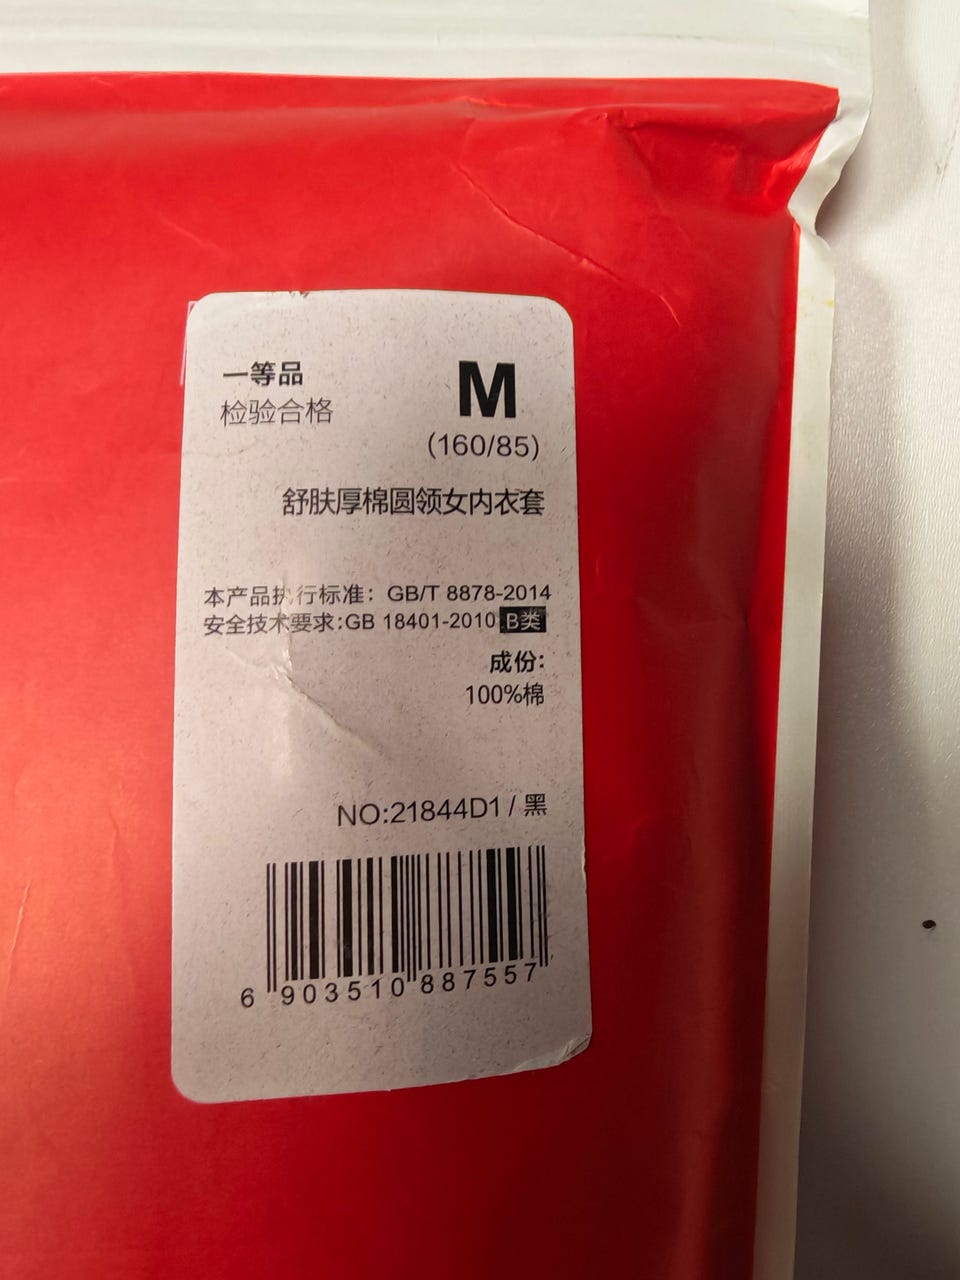 一等品
检验合格
M
(160/85)
舒肤厚棉圆领女内衣套
本产品执行标准：GB/T 8878-2014
安全技术要求:GB 18401-2010 B类
成份:
100%棉
NO:21844D1 / 黑
6 903510 887557